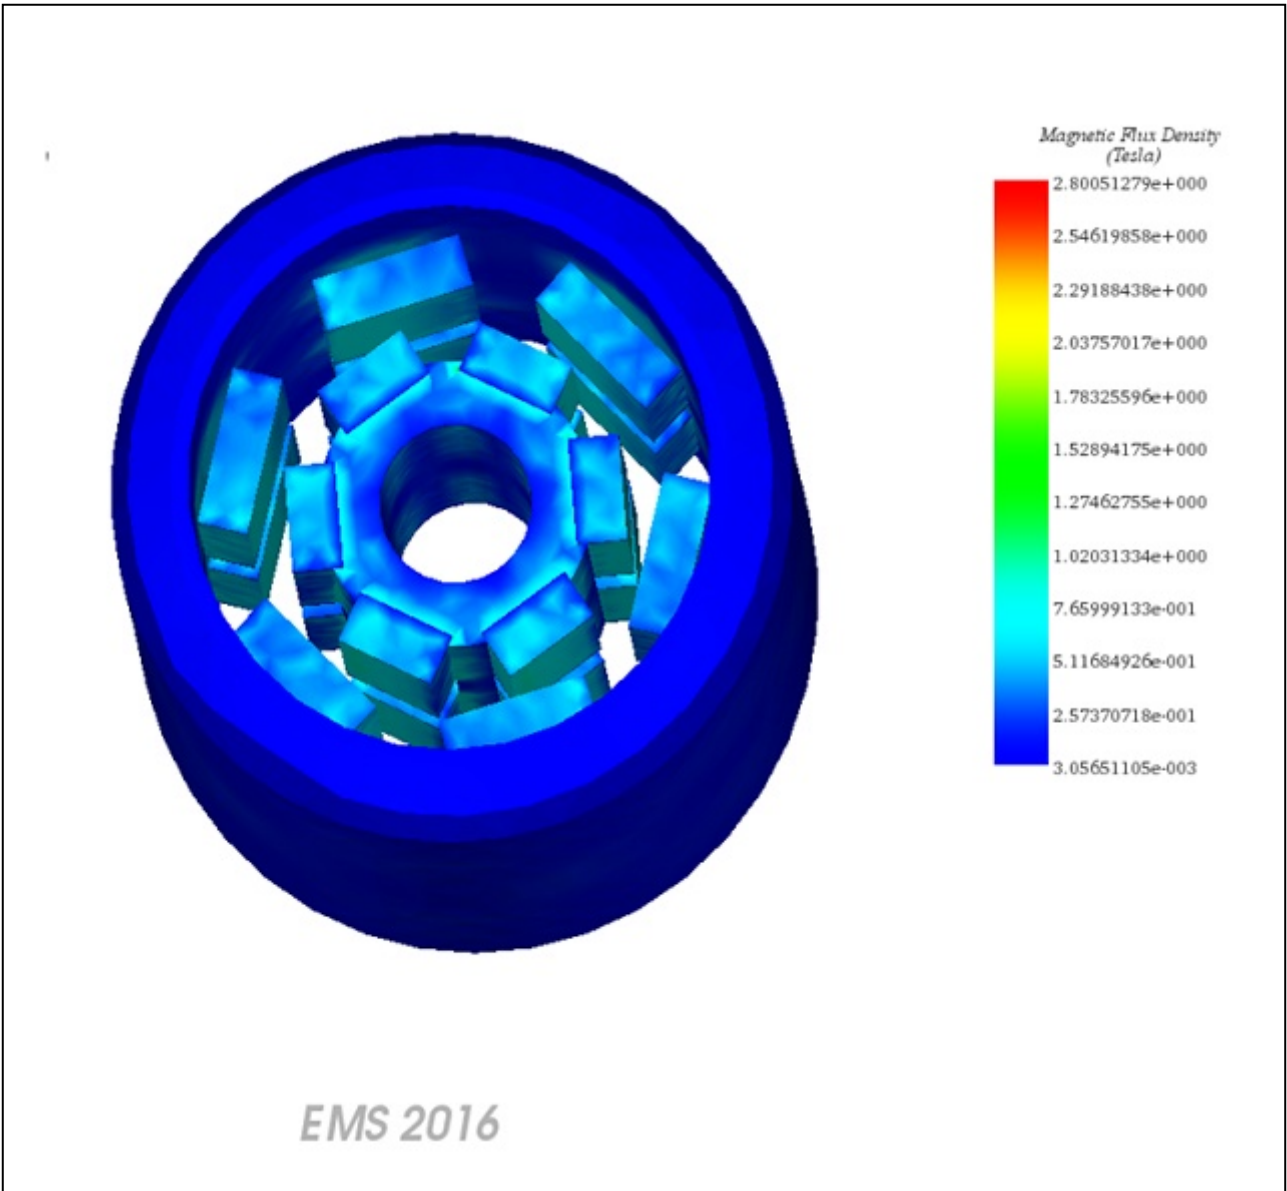 Magnetic Flux Density
(Tesla)
2.80051279e+000
2.54619858e+000
2.29188438e+000
2.03757017e+000
1.78325596e+000
1.52894175e+000
1.27462755e+000
1.02031334e+000
7.65999133e-001
5.11684926e-001
2.57370718e-001
3.05651105e-003
EMS 2016